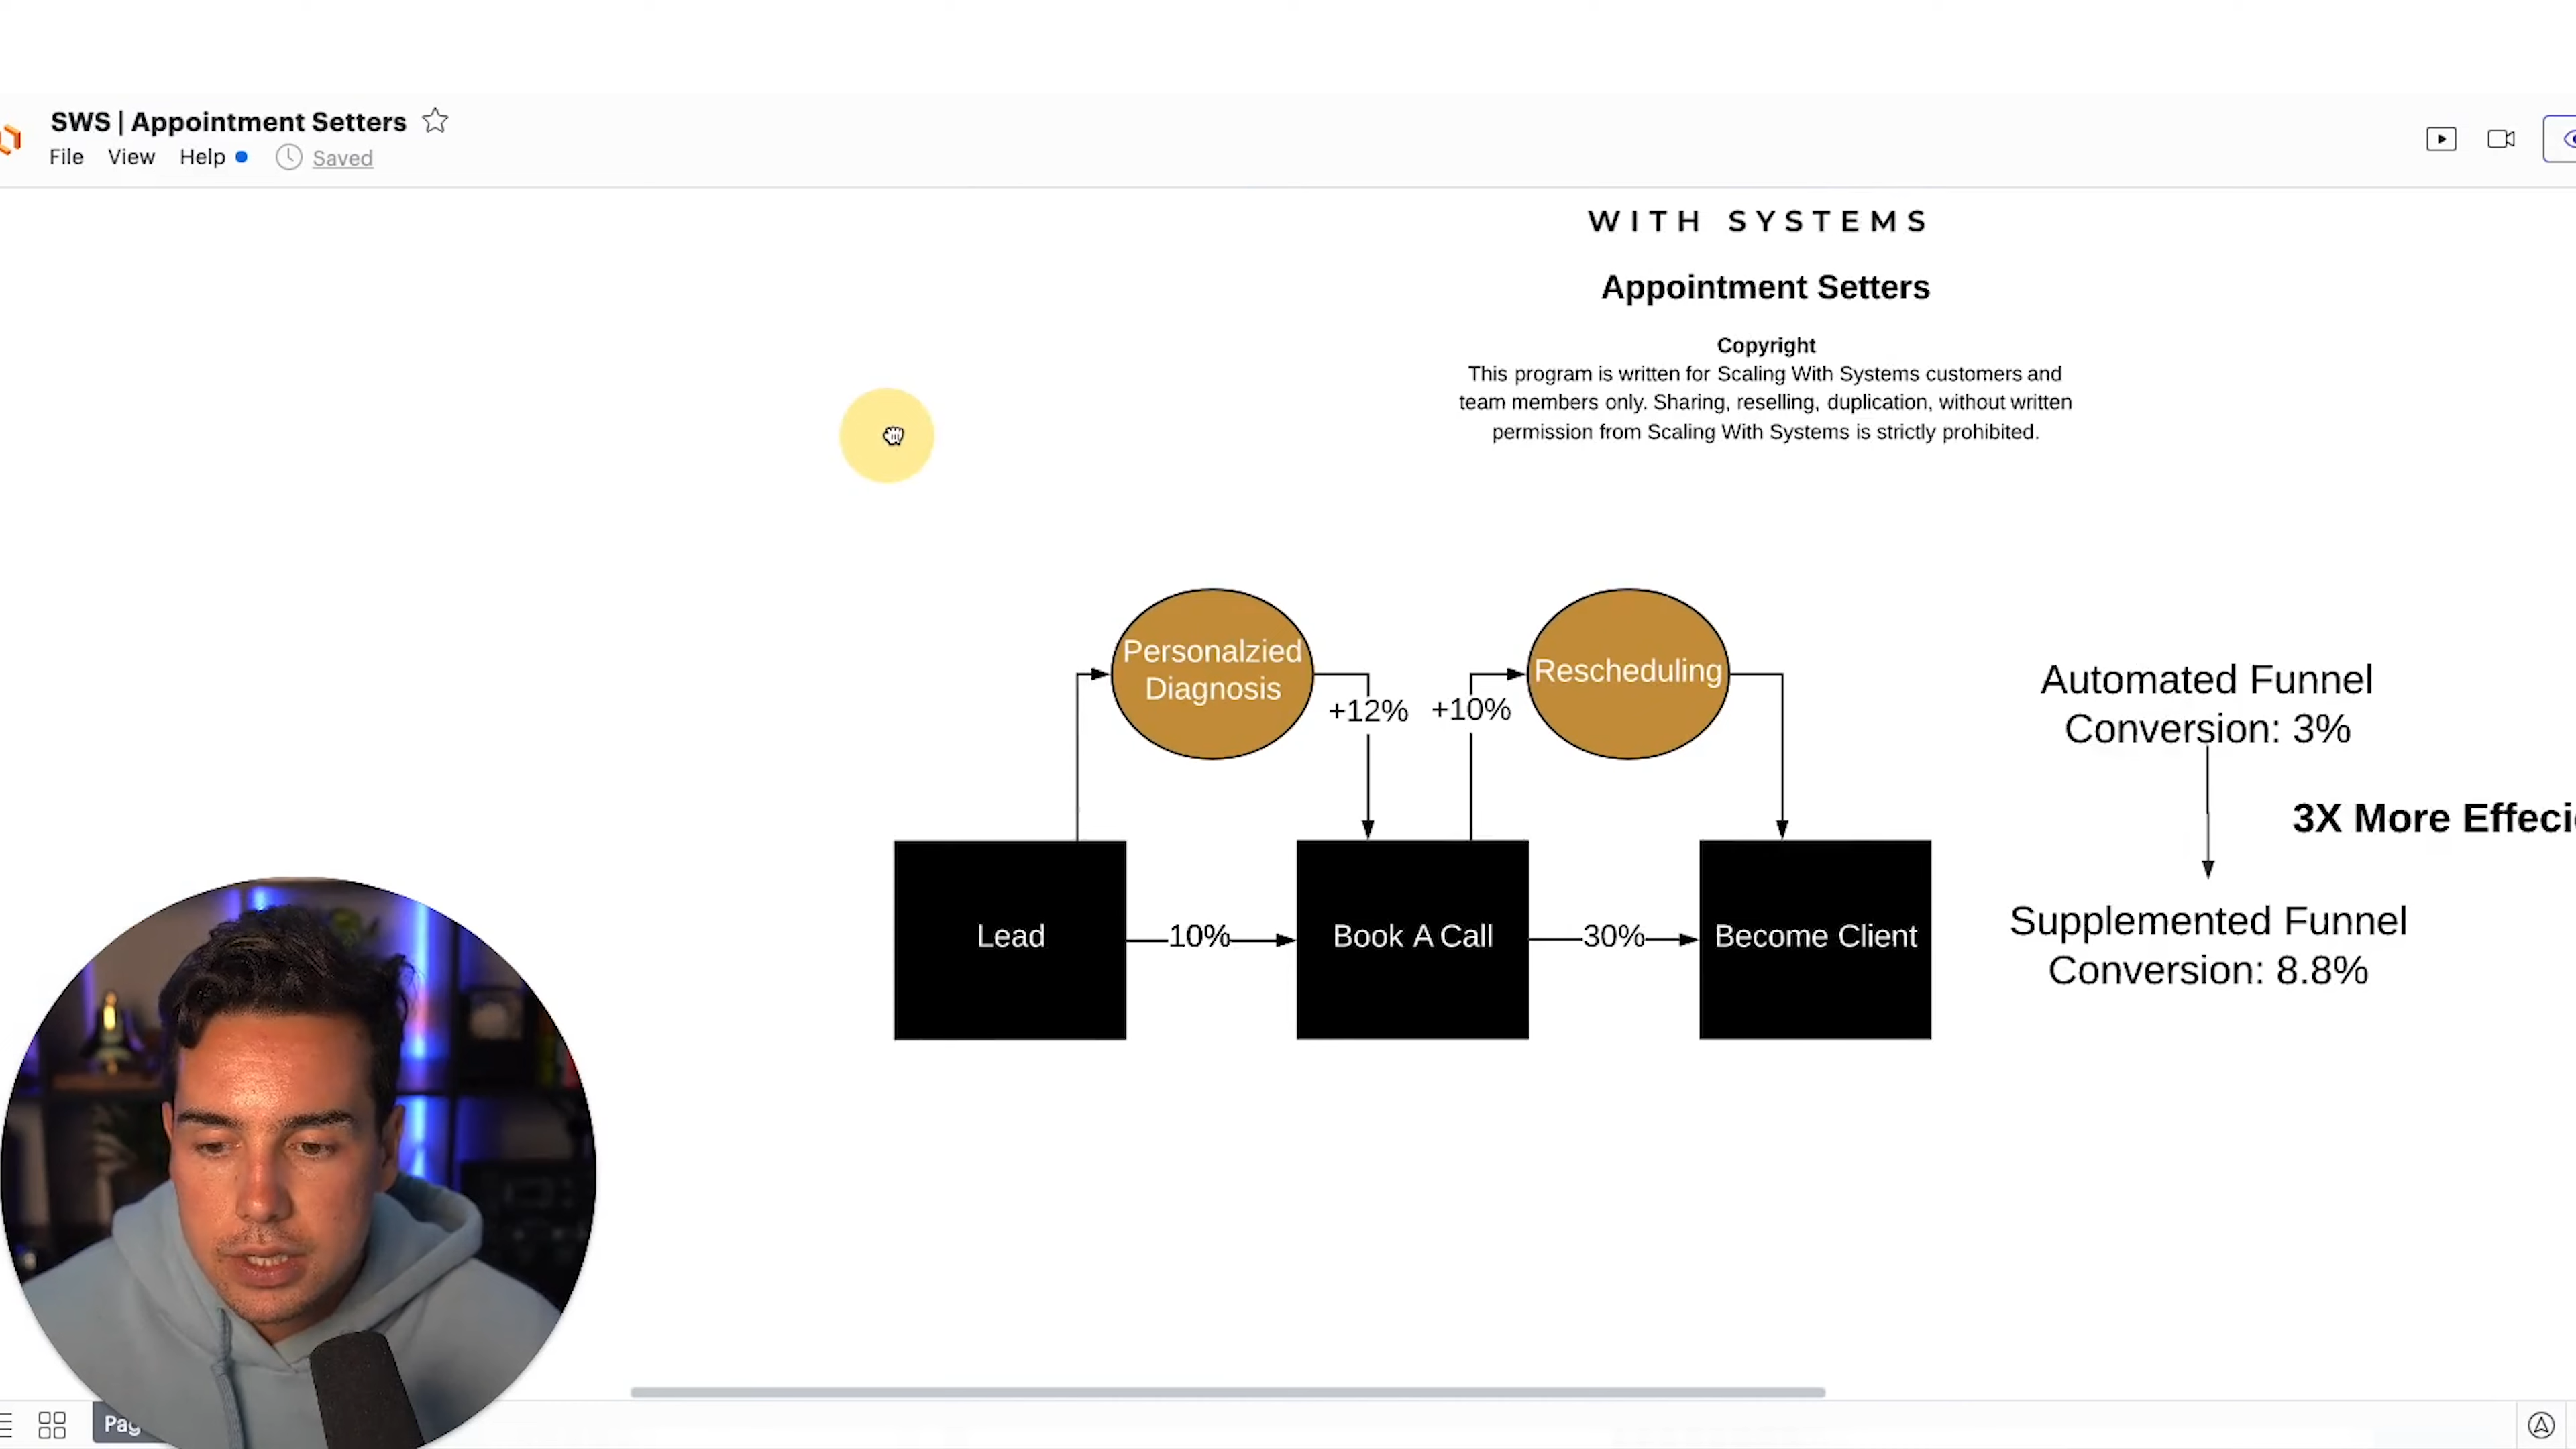 SWS | Appointment Setters
File View Help Saved
WITH SYSTEMS
Appointment Setters
Copyright
This program is written for Scaling With Systems customers and
team members only. Sharing, reselling, duplication, without written
permission from Scaling With Systems is strictly prohibited.
Personalzied
Diagnosis
+12%
+10%
Rescheduling
Lead
10%
Book A Call
30%
Become Client
Automated Funnel
Conversion: 3%
3X More Effeci
Supplemented Funnel
Conversion: 8.8%
Pag